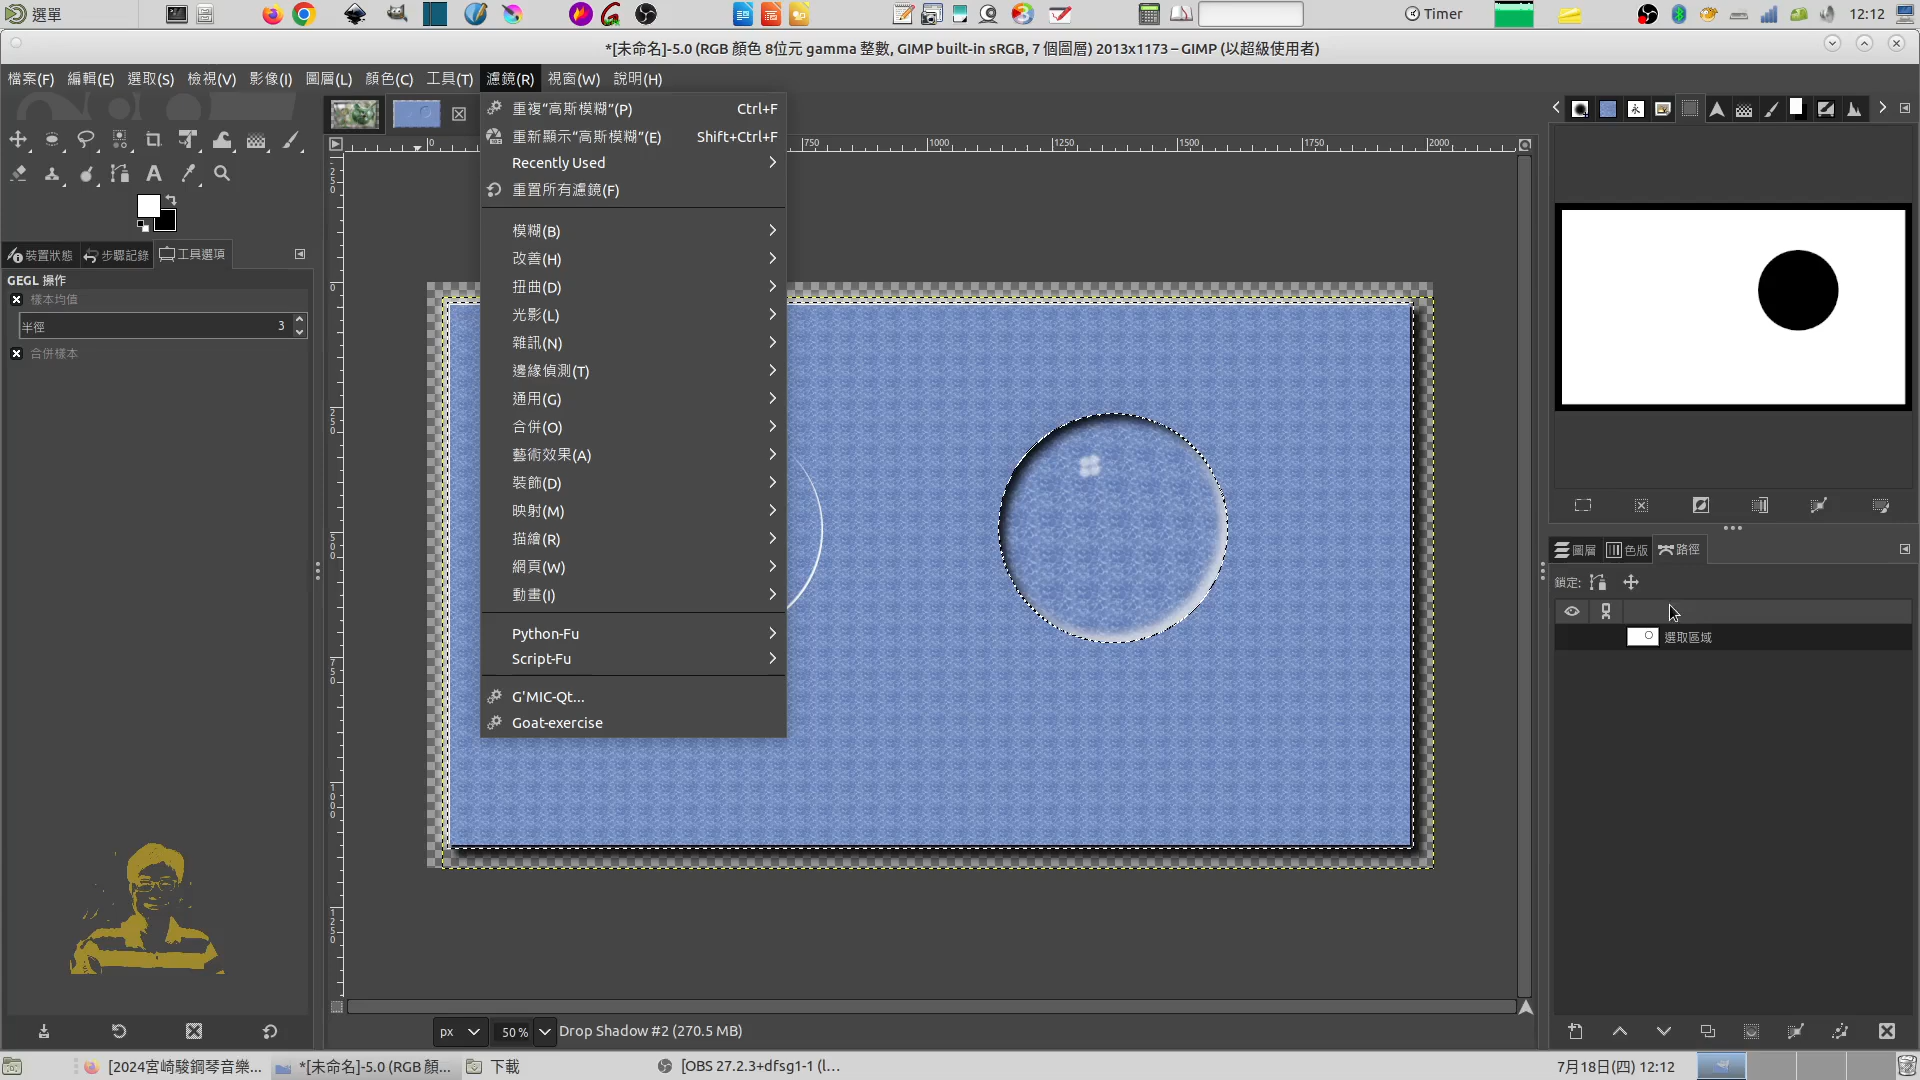 選單
Timer
12:12
*[未命名]-5.0 (RGB 顏色 8位元 gamma 整數, GIMP built-in sRGB, 7 個圖層) 2013x1173 – GIMP (以超級使用者)
檔案(F) 編輯(E) 選取(S) 檢視(V) 影像(I) 圖層(L) 顏色(C) 工具(T) 濾鏡(R) 視窗(W) 說明(H)
重複“高斯模糊”(P) Ctrl+F
重新顯示“高斯模糊”(E) Shift+Ctrl+F
Recently Used
重置所有濾鏡(F)
模糊(B)
改善(H)
扭曲(D)
光影(L)
雜訊(N)
邊緣偵測(T)
通用(G)
合併(O)
藝術效果(A)
裝飾(D)
映射(M)
描繪(R)
網頁(W)
動畫(I)
Python-Fu
Script-Fu
G'MIC-Qt...
Goat-exercise
裝置狀態 步驟記錄 工具選項
GEGL 操作
樣本均值
半徑 3
合併樣本
0 750 1000 1250 1500 1750 2000
250
0
250
500
750
1000
1250
圖層 色版 路徑
鎖定:
選取區域
px 50 % Drop Shadow #2 (270.5 MB)
[2024宮崎駿鋼琴音樂... *[未命名]-5.0 (RGB 顏... 下載 [OBS 27.2.3+dfsg1-1 (l... 7月18日(四) 12:12